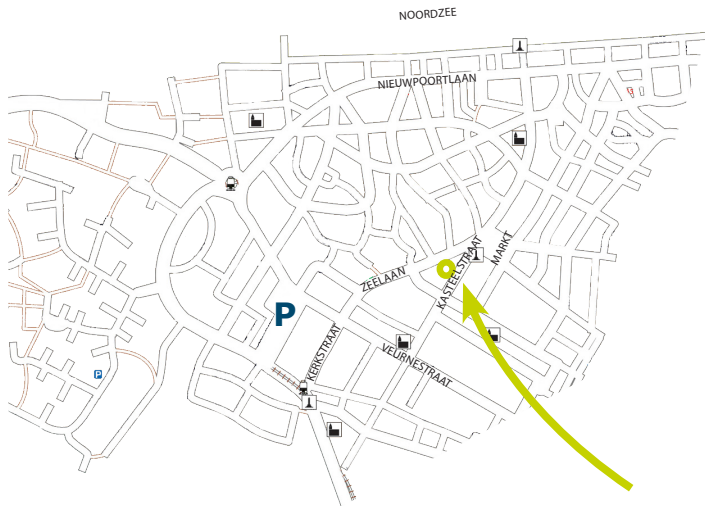 NOORDZEE
NIEUWPOORTLAAN
MARKT
KASTEELSTRAAT
ZEELAAN
P
KERKSTRAAT
VEURNESTRAAT
P